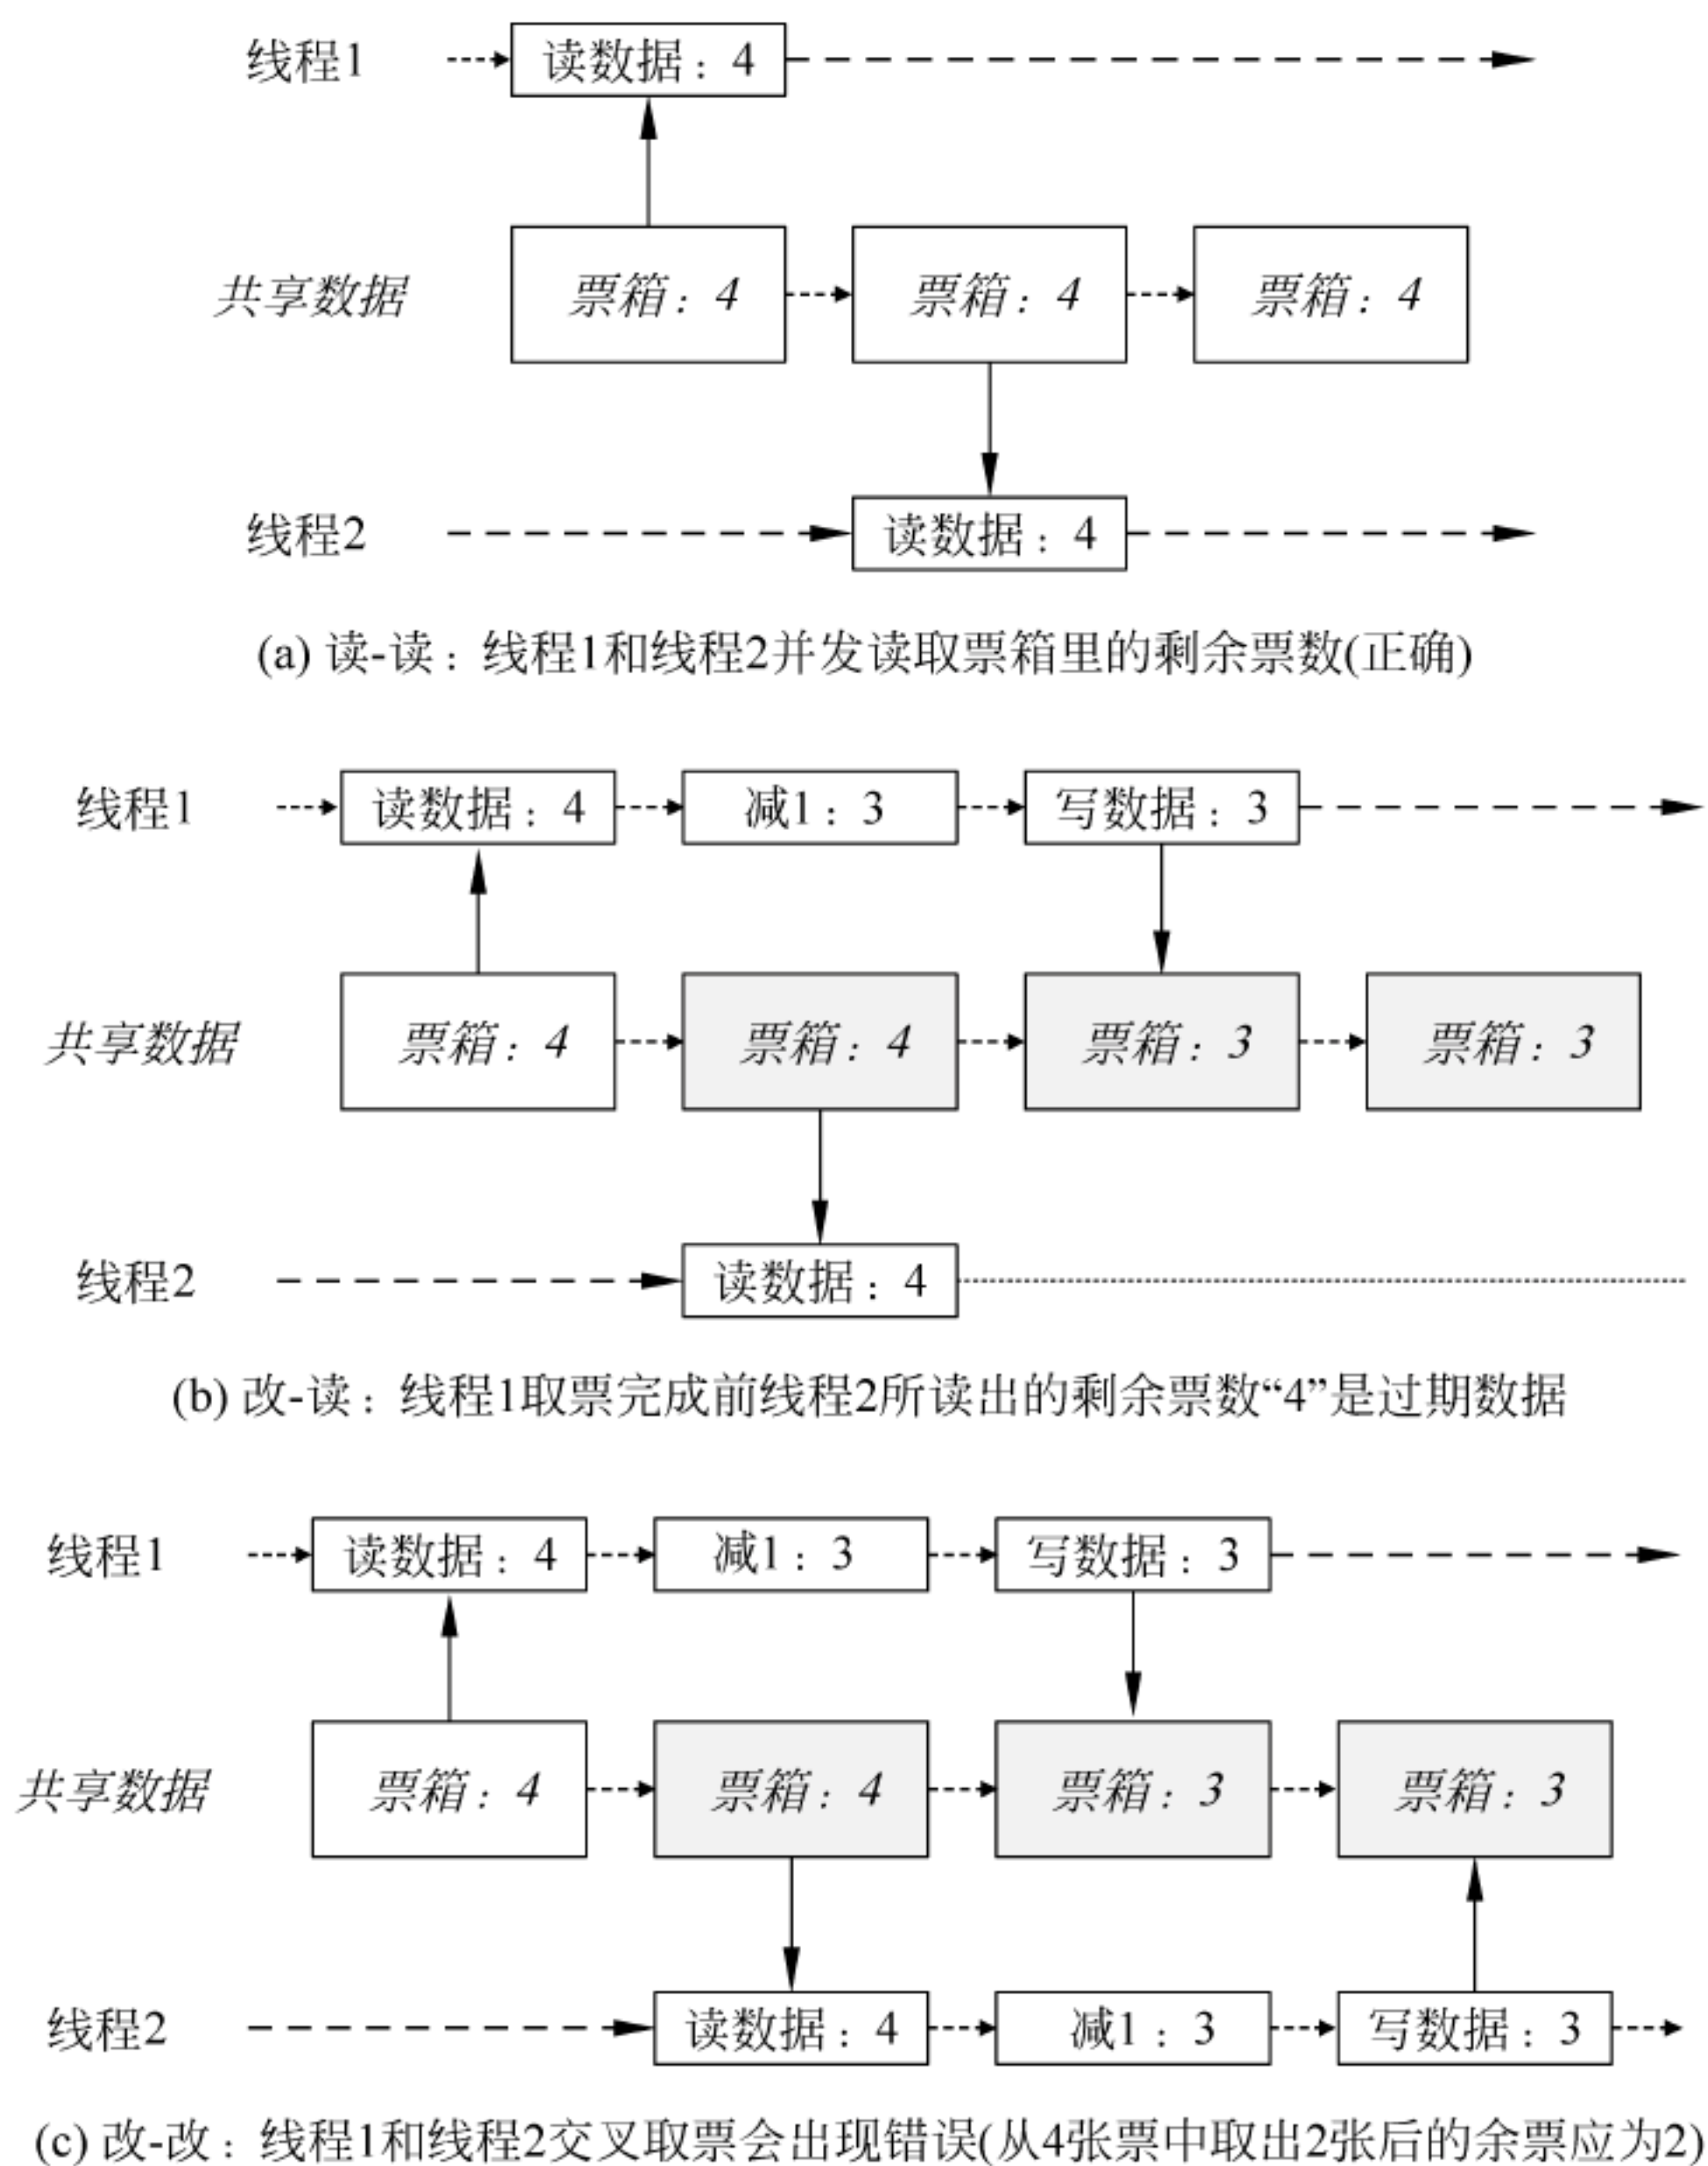 线程1 读数据：4
共享数据 票箱：4 票箱：4 票箱：4
线程2 读数据：4
(a) 读-读：线程1和线程2并发读取票箱里的剩余票数(正确)
线程1 读数据：4 减1：3 写数据：3
共享数据 票箱：4 票箱：4 票箱：3 票箱：3
线程2 读数据：4
(b) 改-读：线程1取票完成前线程2所读出的剩余票数“4”是过期数据
线程1 读数据：4 减1：3 写数据：3
共享数据 票箱：4 票箱：4 票箱：3 票箱：3
线程2 读数据：4 减1：3 写数据：3
(c) 改-改：线程1和线程2交叉取票会出现错误(从4张票中取出2张后的余票应为2)